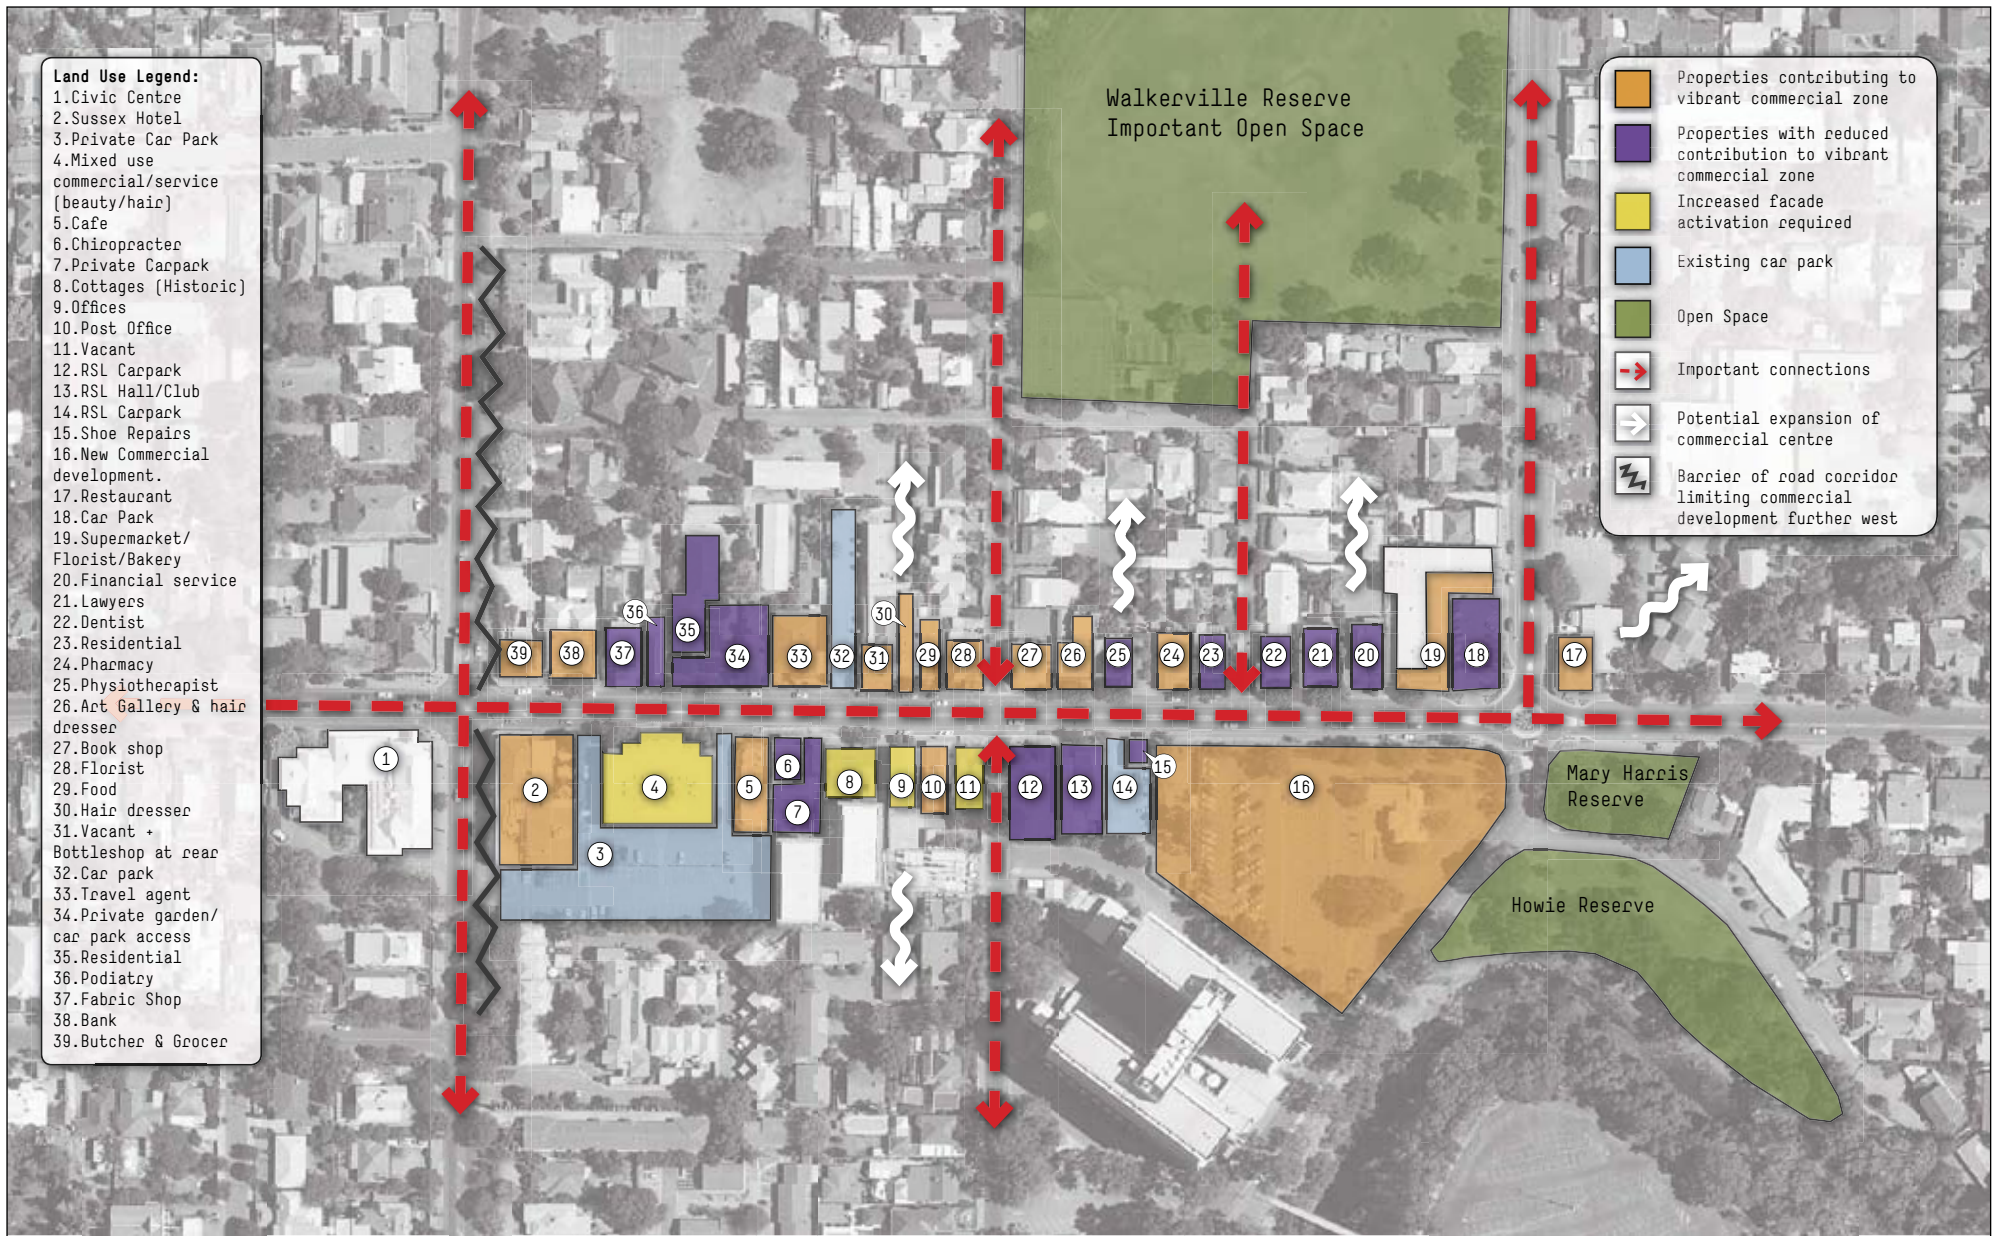 Land Use Legend:
1.Civic Centre
2.Sussex Hotel
3.Private Car Park
4.Mixed use
commercial/service
(beauty/hair)
5.Cafe
6.Chiropracter
7.Private Carpark
8.Cottages (Historic)
9.Offices
10.Post Office
11.Vacant
12.RSL Carpark
13.RSL Hall/Club
14.RSL Carpark
15.Shoe Repairs
16.New Commercial
development.
17.Restaurant
18.Car Park
19.Supermarket/
Florist/Bakery
20.Financial service
21.Lawyers
22.Dentist
23.Residential
24.Pharmacy
25.Physiotherapist
26.Art Gallery & hair
dresser
27.Book shop
28.Florist
29.Food
30.Hair dresser
31.Vacant +
Bottleshop at rear
32.Car park
33.Travel agent
34.Private garden/
car park access
35.Residential
36.Podiatry
37.Fabric Shop
38.Bank
39.Butcher & Grocer
Walkerville Reserve
Important Open Space
Properties contributing to
vibrant commercial zone
Properties with reduced
contribution to vibrant
commercial zone
Increased facade
activation required
Existing car park
Open Space
Important connections
Potential expansion of
commercial centre
Barrier of road corridor
limiting commercial
development further west
36
35
30
39
38
37
34
33
32
31
29
28
27
26
25
24
23
22
21
20
19
18
17
1
2
3
4
5
6
7
8
9
10
11
12
13
14
15
16
Mary Harris
Reserve
Howie Reserve